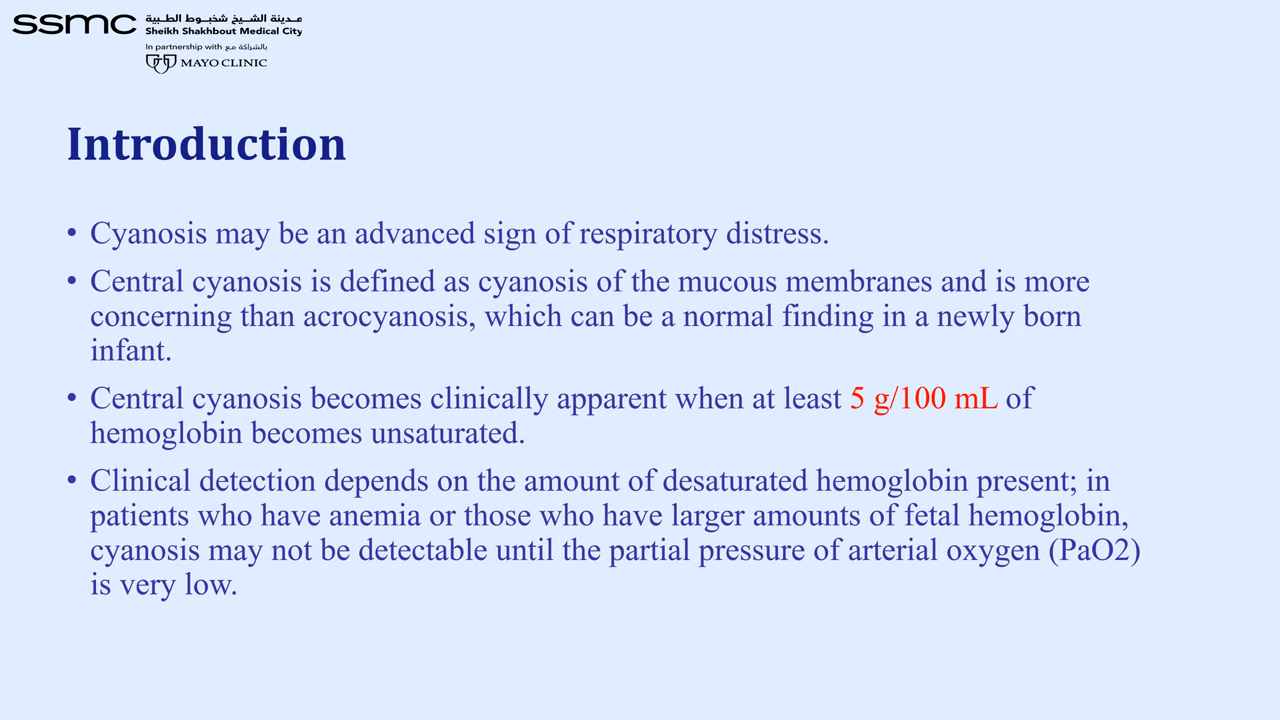 ssmc
مدينة الشيخ شخبوط الطبية
Sheikh Shakhbout Medical City
In partnership with بالشراكة مع
MAYO CLINIC
Introduction
• Cyanosis may be an advanced sign of respiratory distress.
• Central cyanosis is defined as cyanosis of the mucous membranes and is more
concerning than acrocyanosis, which can be a normal finding in a newly born
infant.
• Central cyanosis becomes clinically apparent when at least 5 g/100 mL of
hemoglobin becomes unsaturated.
• Clinical detection depends on the amount of desaturated hemoglobin present; in
patients who have anemia or those who have larger amounts of fetal hemoglobin,
cyanosis may not be detectable until the partial pressure of arterial oxygen (PaO2)
is very low.